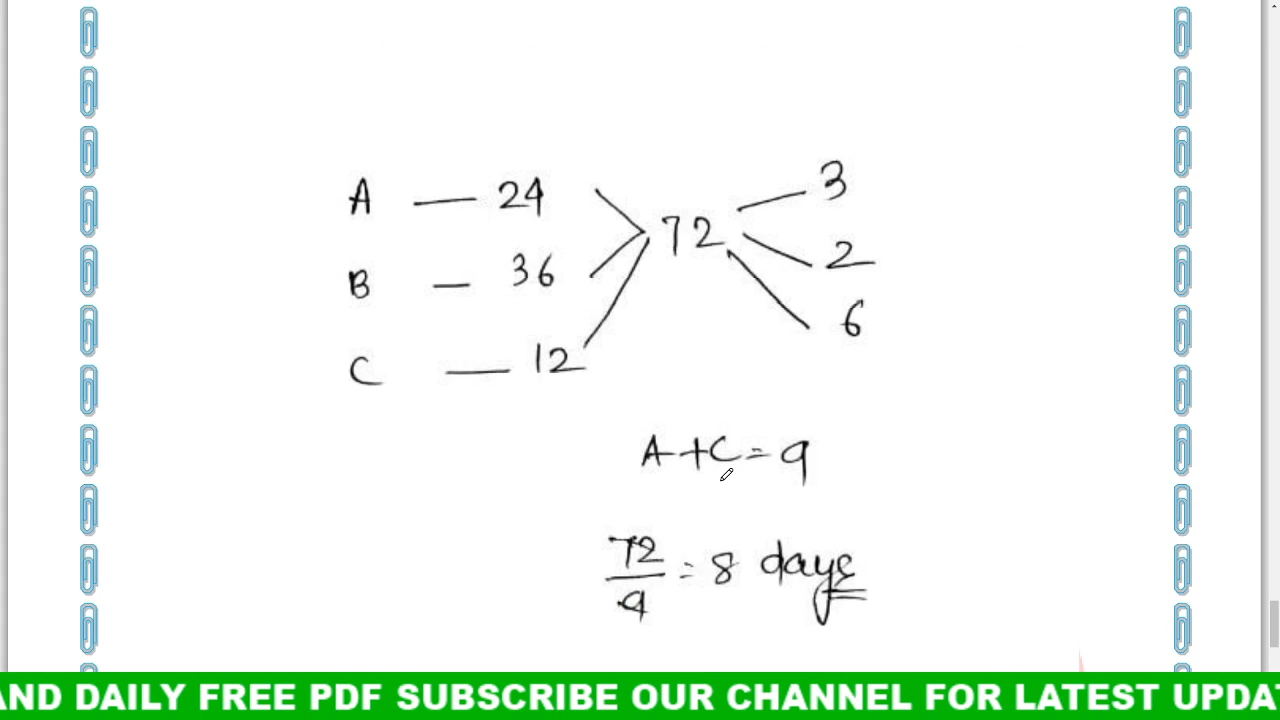 A — 24
B — 36
C — 12
72
3
2
6
A+C=9
72/9 = 8 days
AND DAILY FREE PDF SUBSCRIBE OUR CHANNEL FOR LATEST UPDA